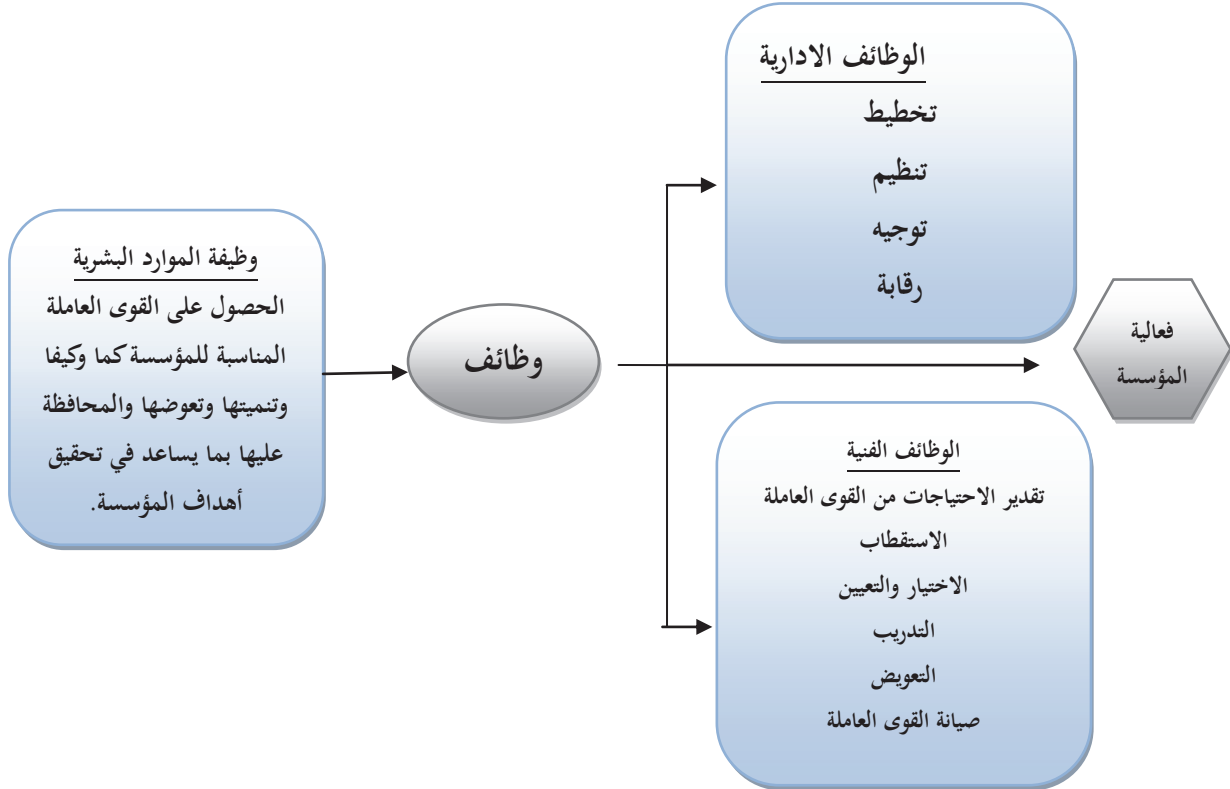 وظيفة الموارد البشرية
الحصول على القوى العاملة
المناسبة للمؤسسة كما وكيفا
وتنميتها وتعوضها والمحافظة
عليها بما يساعد في تحقيق
أهداف المؤسسة.
وظائف
الوظائف الادارية
تخطيط
تنظيم
توجيه
رقابة
الوظائف الفنية
تقدير الاحتياجات من القوى العاملة
الاستقطاب
الاختيار والتعيين
التدريب
التعويض
صيانة القوى العاملة
فعالية
المؤسسة